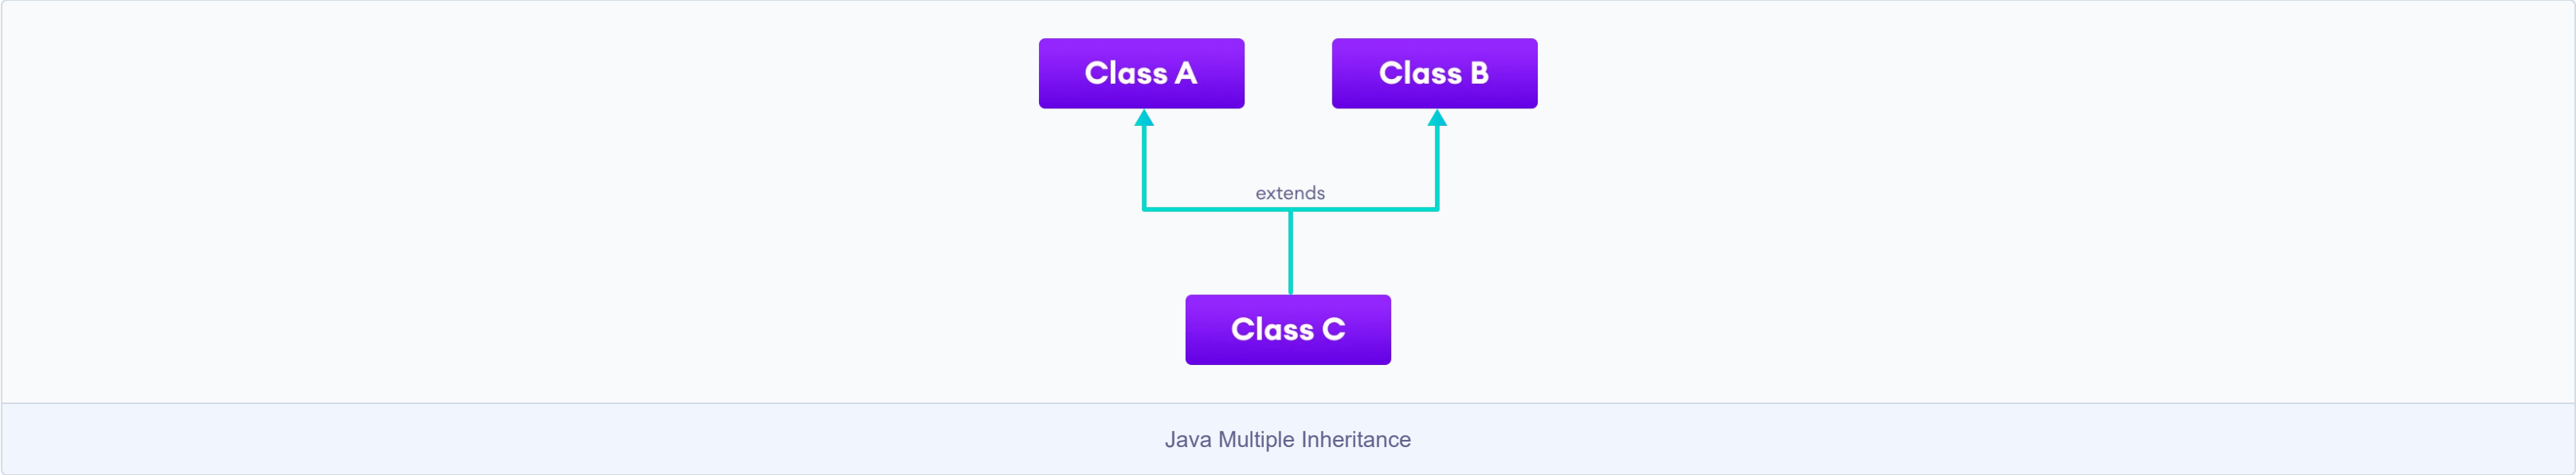 Class A
Class B
extends
Class C
Java Multiple Inheritance